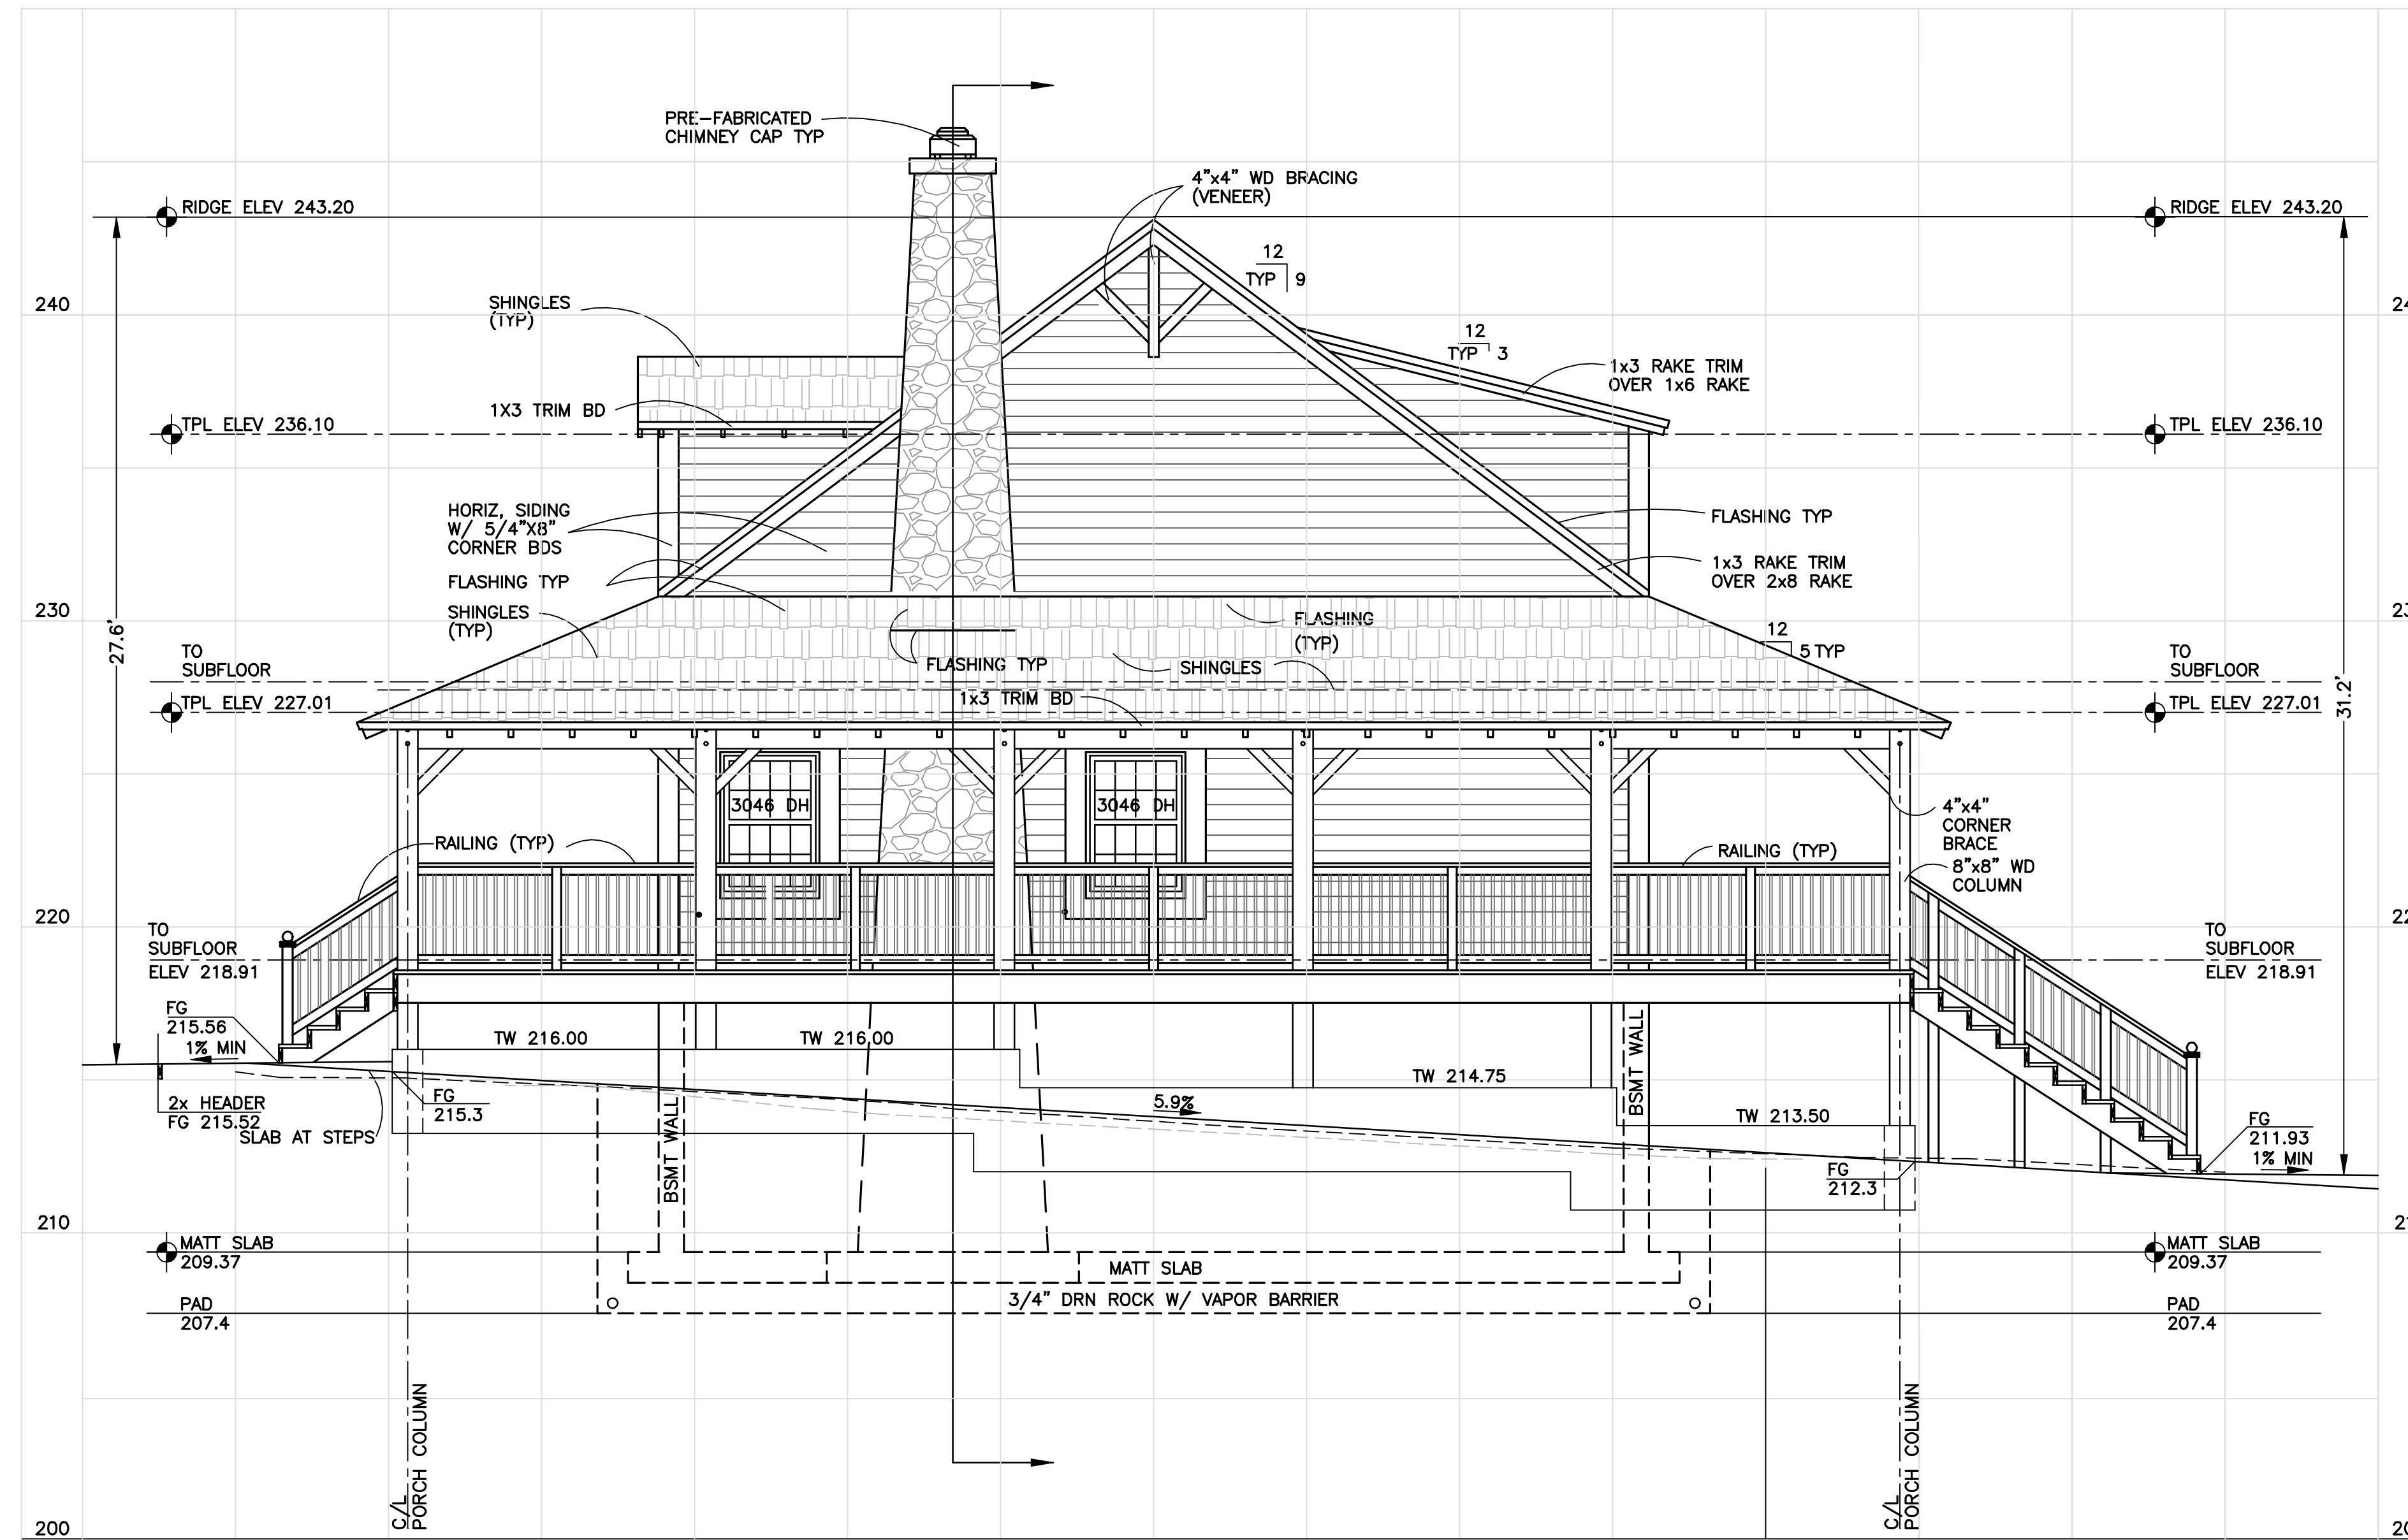 PRE-FABRICATED
CHIMNEY CAP TYP
4"x4" WD BRACING
(VENEER)
RIDGE ELEV 243.20
RIDGE ELEV 243.20
12
TYP 9
SHINGLES
(TYP)
240
12
TYP 3
1x3 RAKE TRIM
OVER 1x6 RAKE
1X3 TRIM BD
TPL ELEV 236.10
TPL ELEV 236.10
HORIZ, SIDING
W/ 5/4"X8"
CORNER BDS
FLASHING TYP
FLASHING TYP
1x3 RAKE TRIM
OVER 2x8 RAKE
230
SHINGLES
(TYP)
FLASHING
(TYP)
12
5 TYP
27.6'
TO
SUBFLOOR
FLASHING TYP
SHINGLES
TO
SUBFLOOR
TPL ELEV 227.01
1x3 TRIM BD
TPL ELEV 227.01
31.2'
3046 DH
3046 DH
4"x4"
CORNER
BRACE
RAILING (TYP)
RAILING (TYP)
8"x8" WD
COLUMN
220
TO
SUBFLOOR
ELEV 218.91
TO
SUBFLOOR
ELEV 218.91
FG
215.56
1% MIN
TW 216.00
TW 216.00
BSMT WALL
BSMT WALL
TW 214.75
2x HEADER
FG 215.52
SLAB AT STEPS
FG
215.3
5.9%
TW 213.50
FG
211.93
1% MIN
FG
212.3
210
MATT SLAB
209.37
MATT SLAB
MATT SLAB
209.37
3/4" DRN ROCK W/ VAPOR BARRIER
PAD
207.4
PAD
207.4
C/L
PORCH COLUMN
C/L
PORCH COLUMN
200